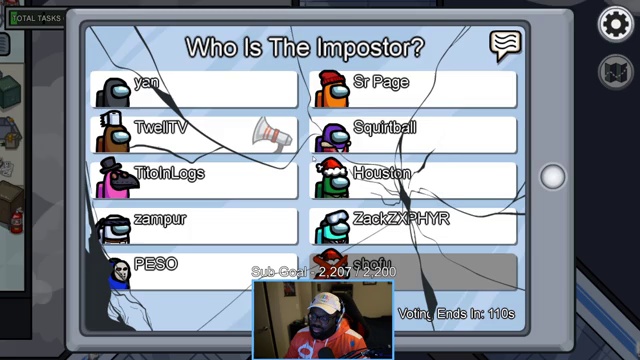 TOTAL TASKS
Who Is The Impostor?
yan
Sr Page
TwellTV
Squirtball
TitoInLogs
Houston
zampur
ZackZXPHYR
PESO
shofu
Sub Goal - 2,207 / 2,200
Voting Ends In: 110s